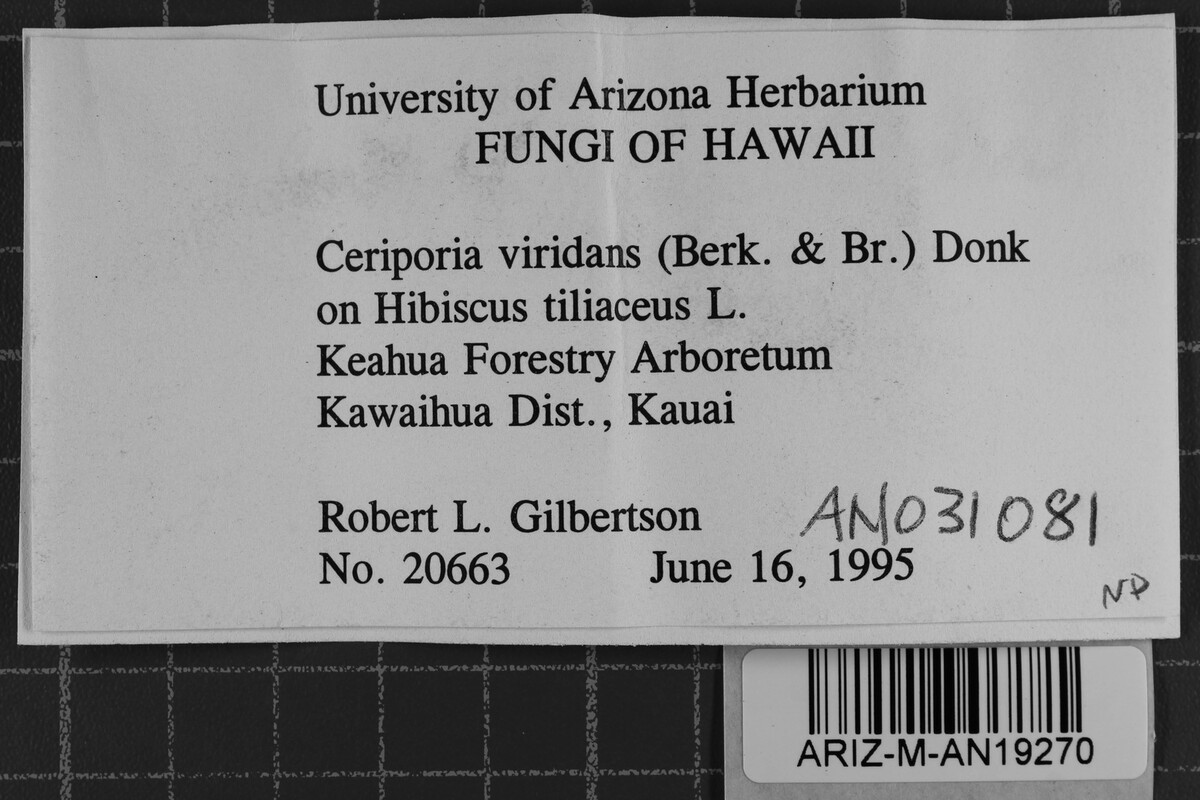 University of Arizona Herbarium
FUNGI OF HAWAII
Ceriporia viridans (Berk. & Br.) Donk
on Hibiscus tiliaceus L.
Keahua Forestry Arboretum
Kawaihua Dist., Kauai
Robert L. Gilbertson
AN031081
No. 20663 June 16, 1995
NP
ARIZ-M-AN19270